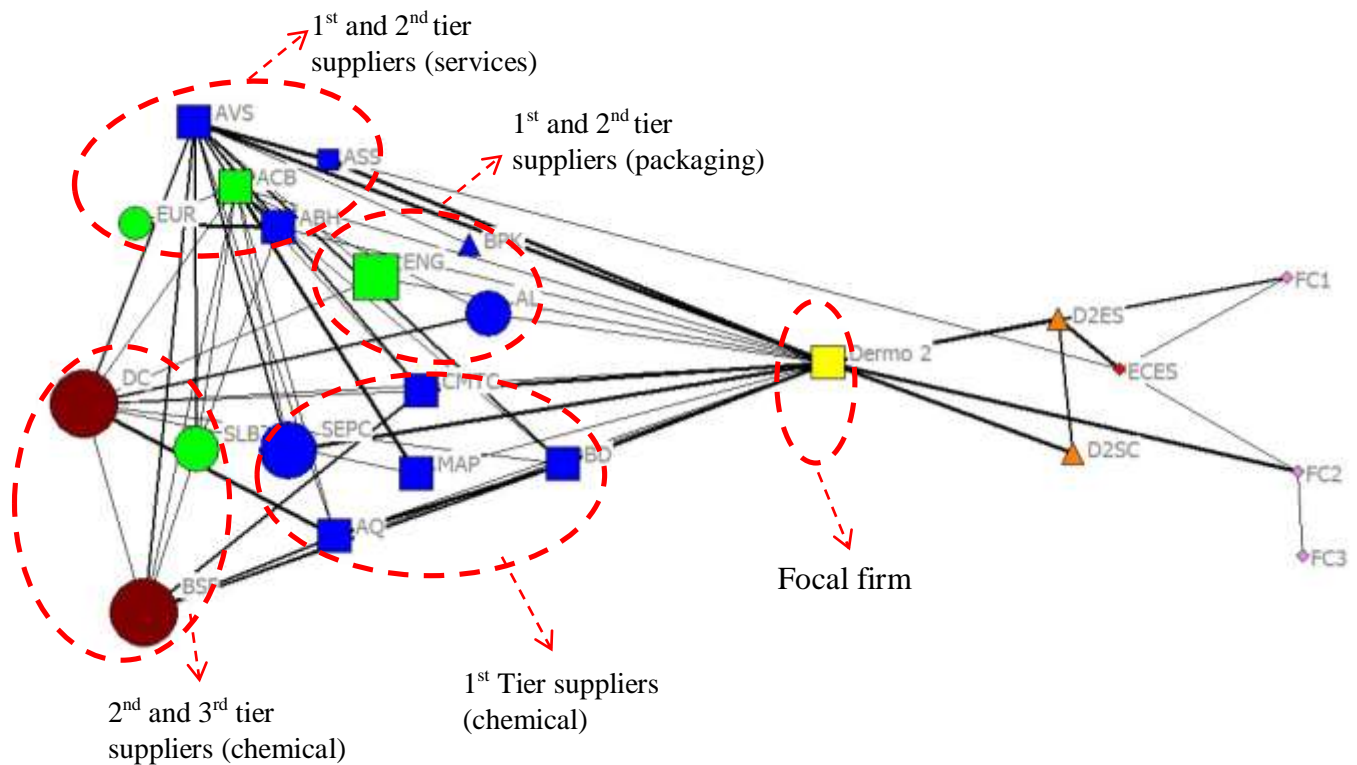 1st and 2nd tier
suppliers (services)
AVS
1st and 2nd tier
suppliers (packaging)
ASS
ACB
EUR
ABH
BPK
ENG
AL
FC1
D2ES
Dermo 2
ECES
DC
CMTC
SEPC
MAP
BD
D2SC
FC2
AQ
FC3
BSF
Focal firm
1st Tier suppliers
(chemical)
2nd and 3rd tier
suppliers (chemical)